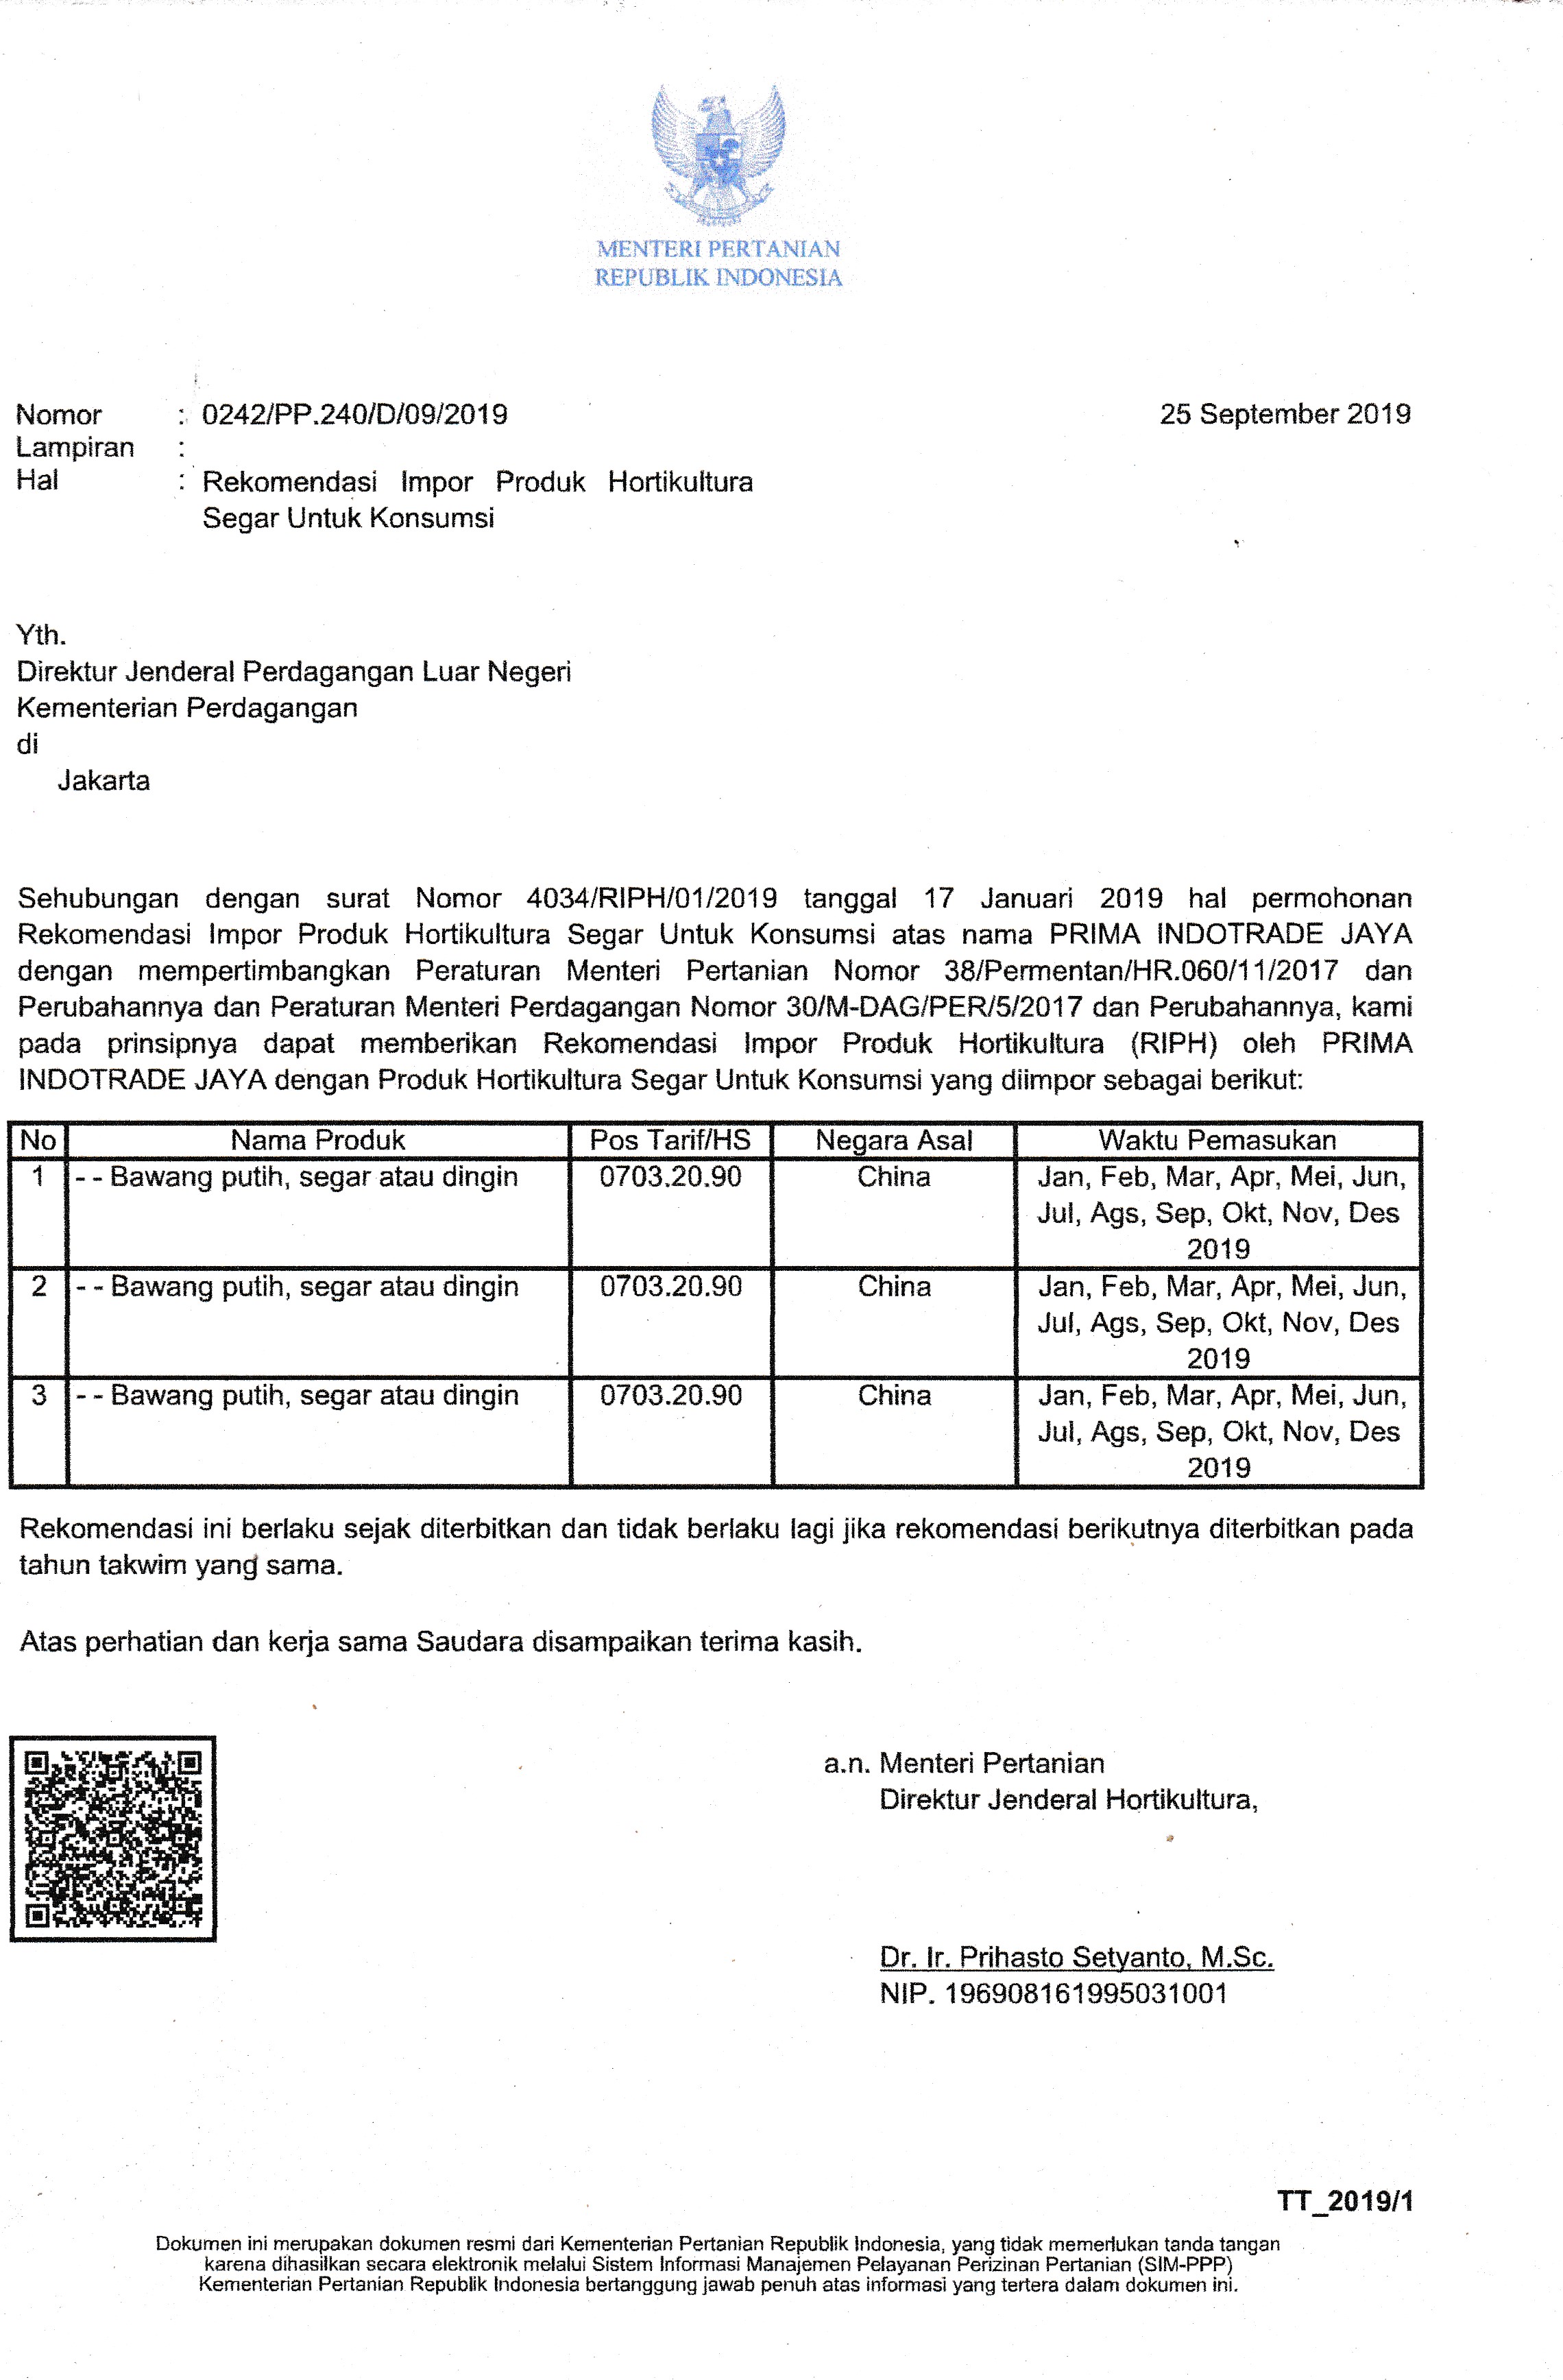 MENTERI PERTANIAN
REPUBLIK INDONESIA
Nomor : 0242/PP.240/D/09/2019 25 September 2019
Lampiran :
Hal : Rekomendasi Impor Produk Hortikultura
Segar Untuk Konsumsi
Yth.
Direktur Jenderal Perdagangan Luar Negeri
Kementerian Perdagangan
di
Jakarta
Sehubungan dengan surat Nomor 4034/RIPH/01/2019 tanggal 17 Januari 2019 hal permohonan
Rekomendasi Impor Produk Hortikultura Segar Untuk Konsumsi atas nama PRIMA INDOTRADE JAYA
dengan mempertimbangkan Peraturan Menteri Pertanian Nomor 38/Permentan/HR.060/11/2017 dan
Perubahannya dan Peraturan Menteri Perdagangan Nomor 30/M-DAG/PER/5/2017 dan Perubahannya, kami
pada prinsipnya dapat memberikan Rekomendasi Impor Produk Hortikultura (RIPH) oleh PRIMA
INDOTRADE JAYA dengan Produk Hortikultura Segar Untuk Konsumsi yang diimpor sebagai berikut:
No Nama Produk Pos Tarif/HS Negara Asal Waktu Pemasukan
1 - - Bawang putih, segar atau dingin 0703.20.90 China Jan, Feb, Mar, Apr, Mei, Jun,
Jul, Ags, Sep, Okt, Nov, Des
2019
2 - - Bawang putih, segar atau dingin 0703.20.90 China Jan, Feb, Mar, Apr, Mei, Jun,
Jul, Ags, Sep, Okt, Nov, Des
2019
3 - - Bawang putih, segar atau dingin 0703.20.90 China Jan, Feb, Mar, Apr, Mei, Jun,
Jul, Ags, Sep, Okt, Nov, Des
2019
Rekomendasi ini berlaku sejak diterbitkan dan tidak berlaku lagi jika rekomendasi berikutnya diterbitkan pada
tahun takwim yang sama.
Atas perhatian dan kerja sama Saudara disampaikan terima kasih.
a.n. Menteri Pertanian
Direktur Jenderal Hortikultura,
Dr. Ir. Prihasto Setyanto, M.Sc.
NIP. 196908161995031001
TT_2019/1
Dokumen ini merupakan dokumen resmi dari Kementerian Pertanian Republik Indonesia, yang tidak memerlukan tanda tangan
karena dihasilkan secara elektronik melalui Sistem Informasi Manajemen Pelayanan Perizinan Pertanian (SIM-PPP)
Kementerian Pertanian Republik Indonesia bertanggung jawab penuh atas informasi yang tertera dalam dokumen ini.